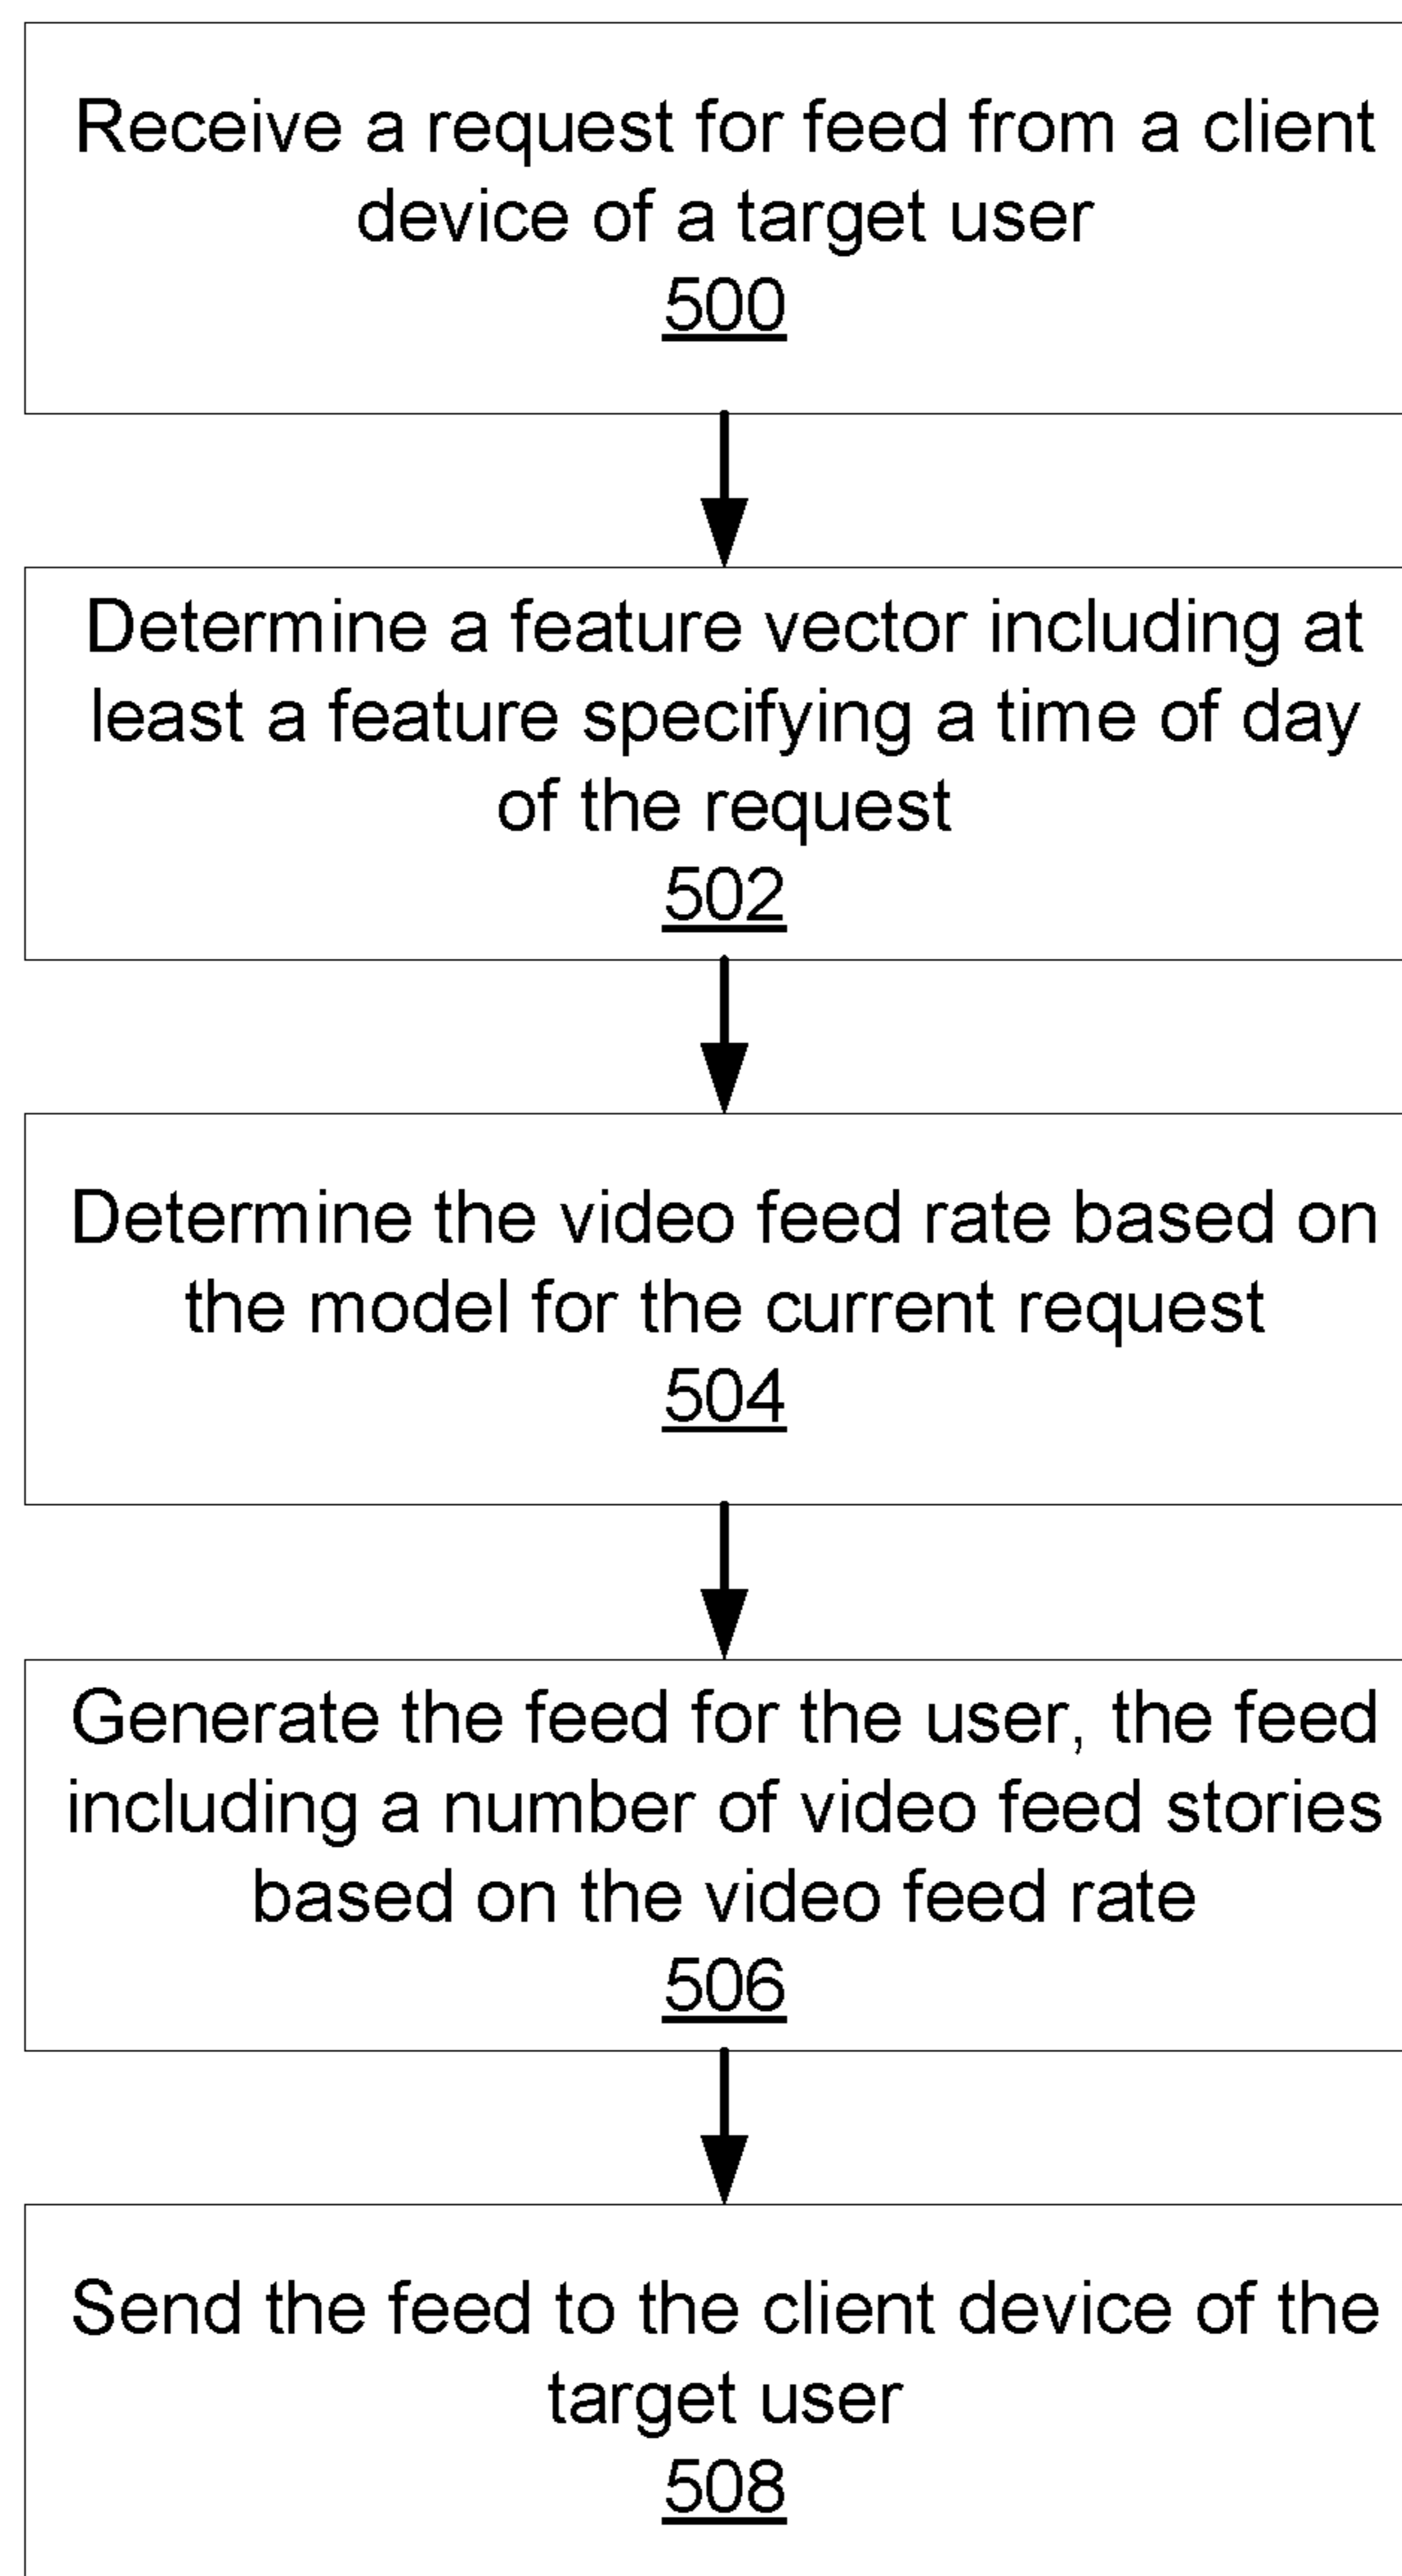 Receive a request for feed from a client
device of a target user
500
Determine a feature vector including at
least a feature specifying a time of day
of the request
502
Determine the video feed rate based on
the model for the current request
504
Generate the feed for the user, the feed
including a number of video feed stories
based on the video feed rate
506
Send the feed to the client device of the
target user
508